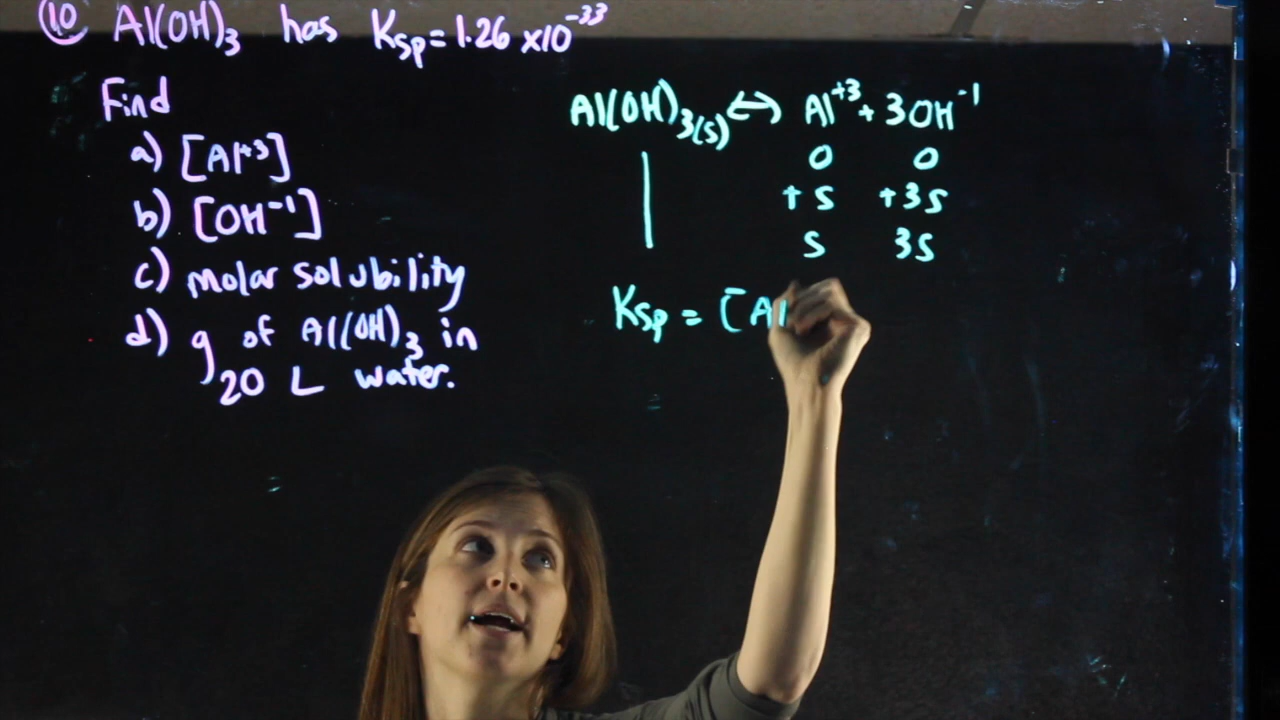 (10) Al(OH)₃ has Ksp = 1.26 ×10⁻³³
Find
a) [Al⁺³]
b) [OH⁻¹]
c) molar solubility
d) g of Al(OH)₃ in
20 L water.
Al(OH)₃(s) ↔ Al⁺³ + 3OH⁻¹
| 0 0
+s +3s
s 3s
Ksp = [Al